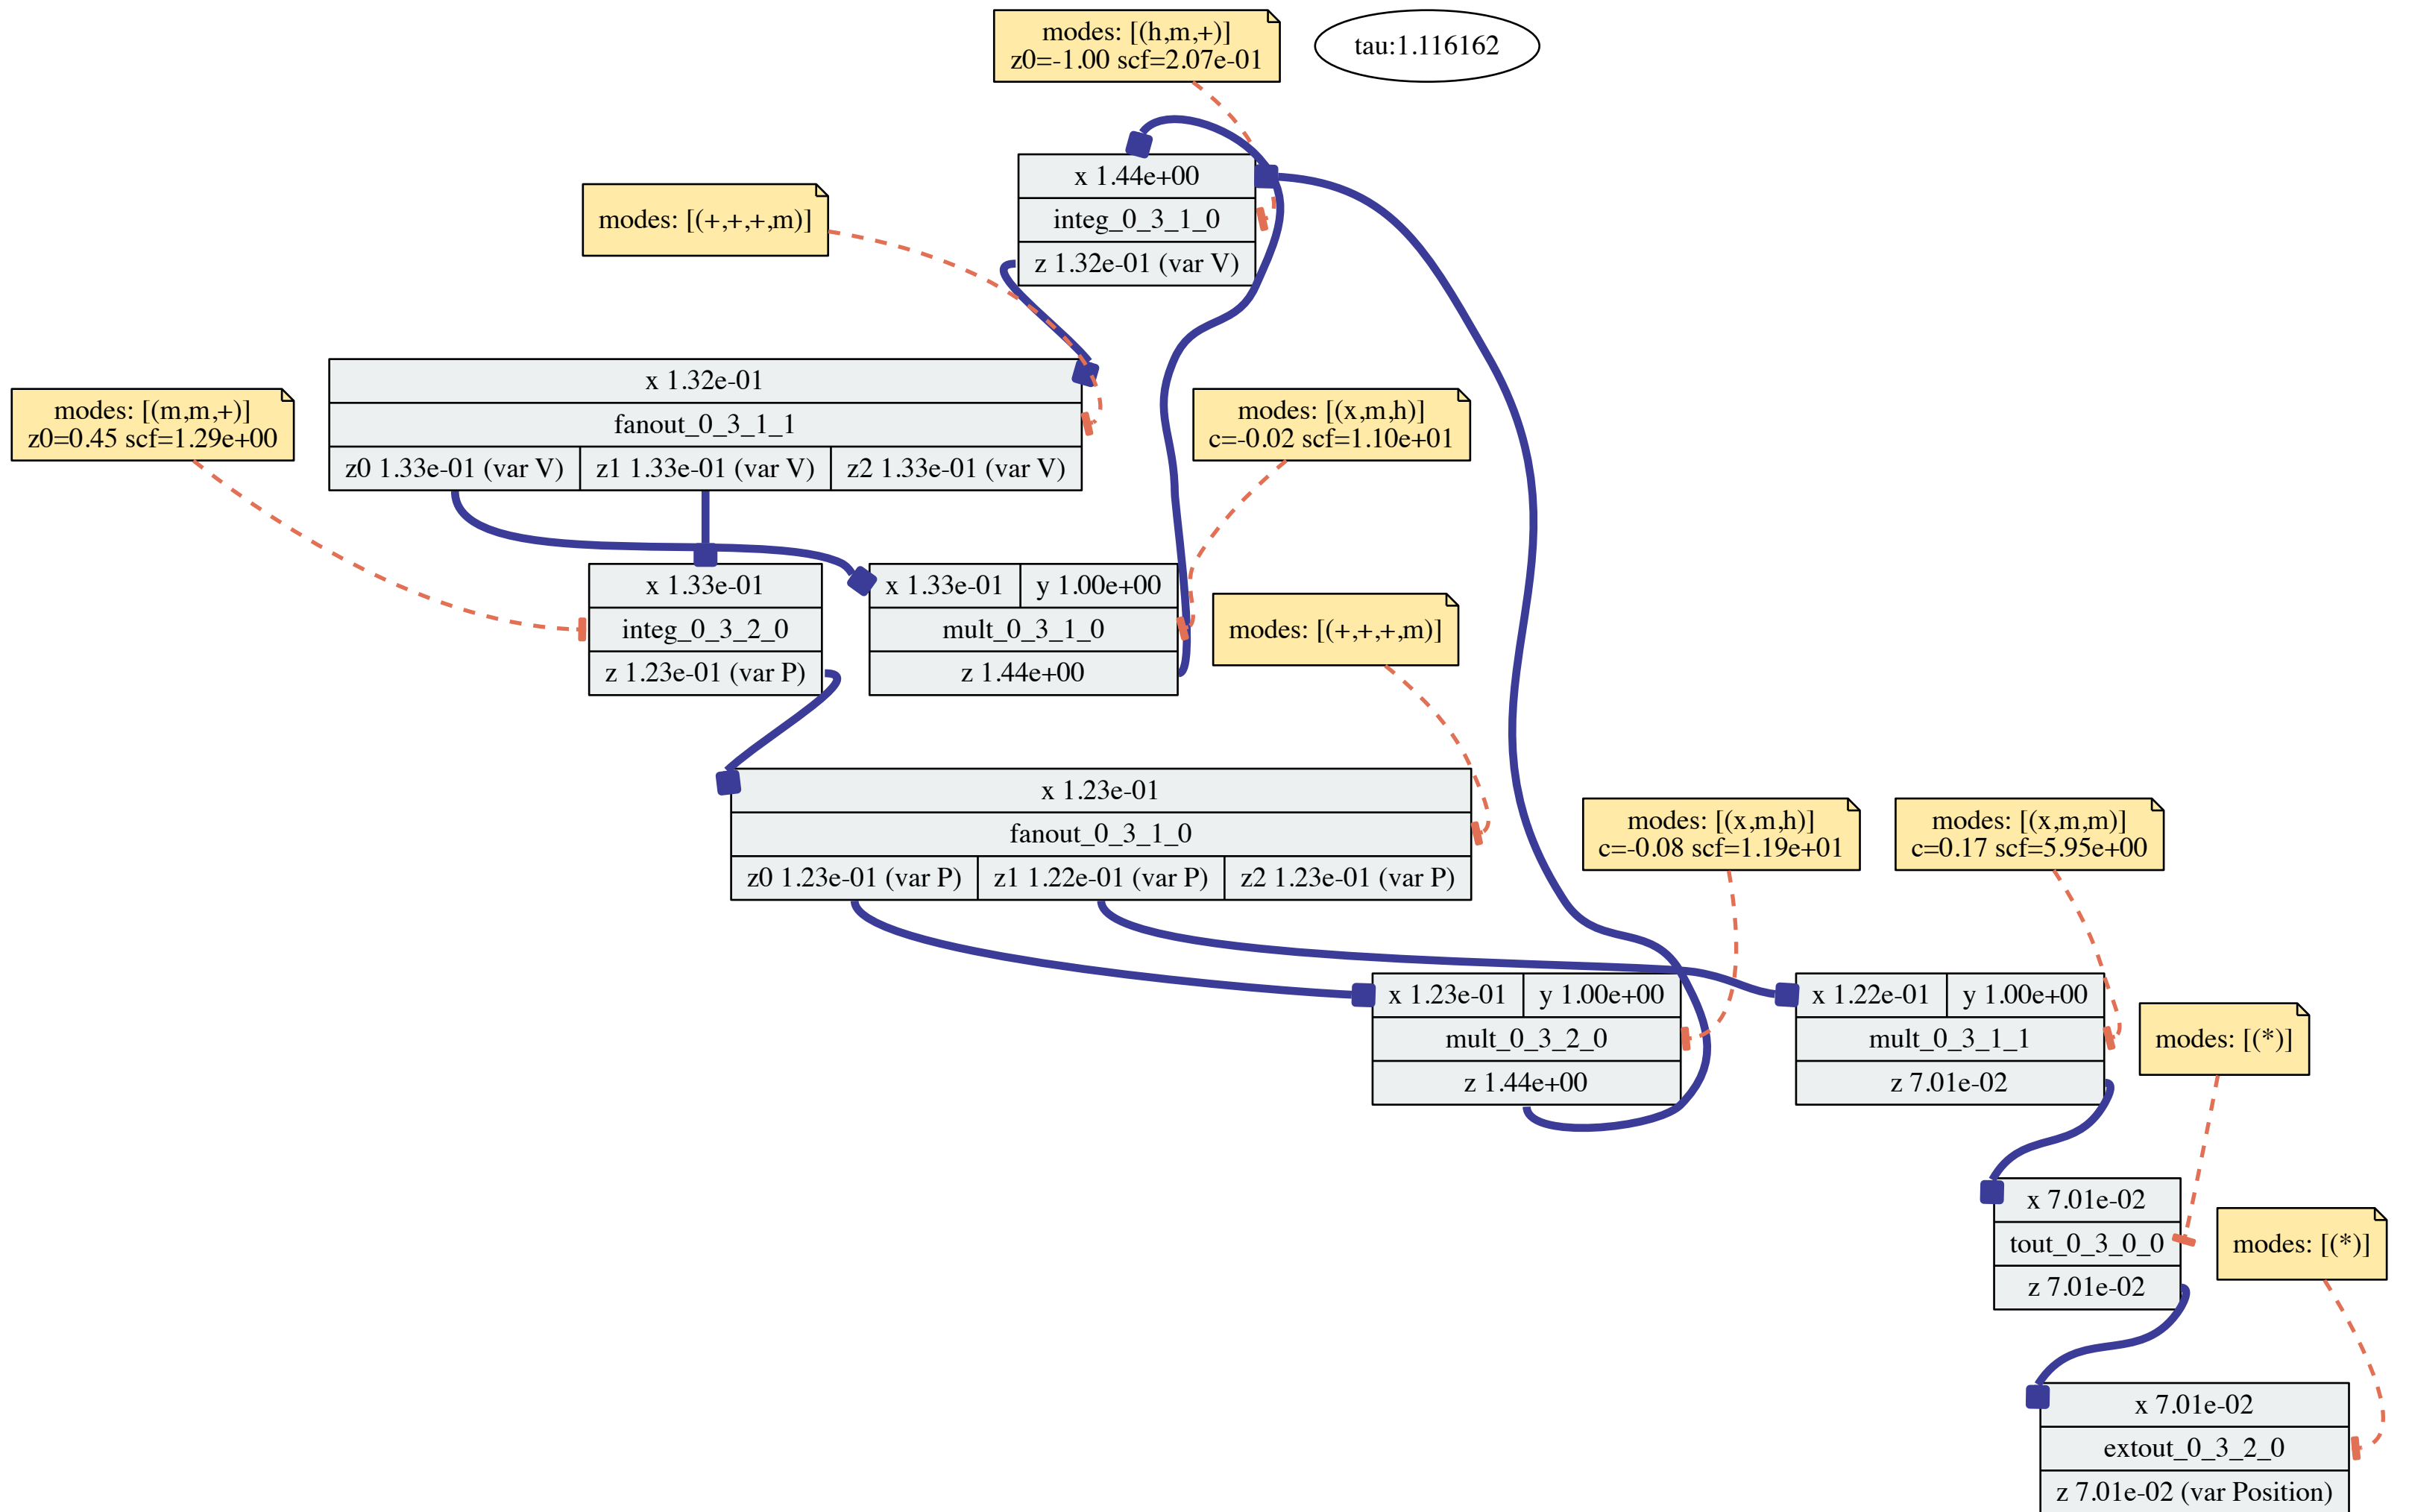 modes: [(h,m,+)]
z0=-1.00 scf=2.07e-01
tau:1.116162
x 1.44e+00
integ_0_3_1_0
z 1.32e-01 (var V)
modes: [(+,+,+,m)]
x 1.32e-01
fanout_0_3_1_1
z0 1.33e-01 (var V)
z1 1.33e-01 (var V)
z2 1.33e-01 (var V)
modes: [(m,m,+)]
z0=0.45 scf=1.29e+00
modes: [(x,m,h)]
c=-0.02 scf=1.10e+01
x 1.33e-01
integ_0_3_2_0
z 1.23e-01 (var P)
x 1.33e-01
y 1.00e+00
mult_0_3_1_0
z 1.44e+00
modes: [(+,+,+,m)]
x 1.23e-01
fanout_0_3_1_0
z0 1.23e-01 (var P)
z1 1.22e-01 (var P)
z2 1.23e-01 (var P)
modes: [(x,m,h)]
c=-0.08 scf=1.19e+01
modes: [(x,m,m)]
c=0.17 scf=5.95e+00
x 1.23e-01
y 1.00e+00
mult_0_3_2_0
z 1.44e+00
x 1.22e-01
y 1.00e+00
mult_0_3_1_1
z 7.01e-02
modes: [(*)]
x 7.01e-02
tout_0_3_0_0
z 7.01e-02
modes: [(*)]
x 7.01e-02
extout_0_3_2_0
z 7.01e-02 (var Position)